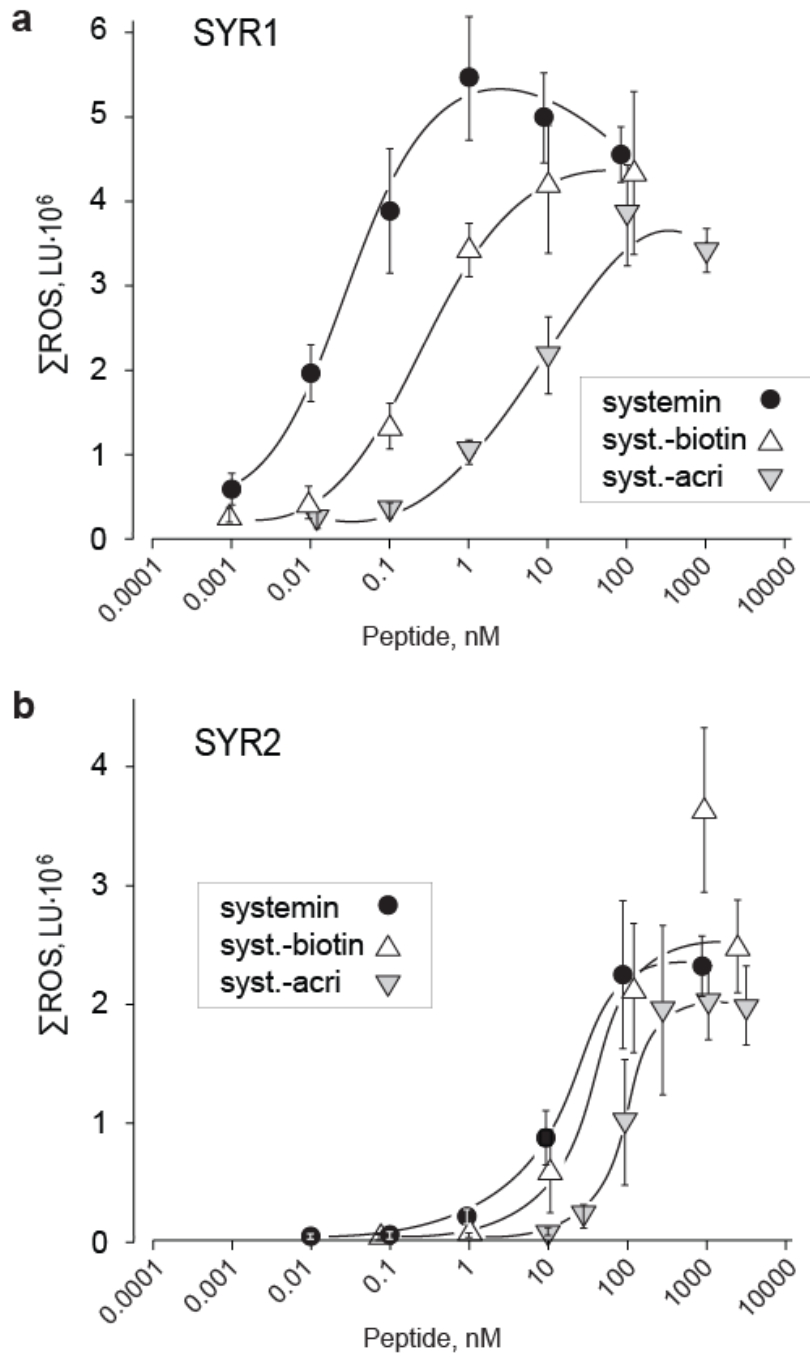 a
SYR1
6
5
4
3
2
1
0
ΣROS, LU·10⁶
systemin
syst.-biotin
syst.-acri
0.0001
0.001
0.01
0.1
1
10
100
1000
10000
Peptide, nM
b
SYR2
4
3
2
1
0
ΣROS, LU·10⁶
systemin
syst.-biotin
syst.-acri
0.0001
0.001
0.01
0.1
1
10
100
1000
10000
Peptide, nM